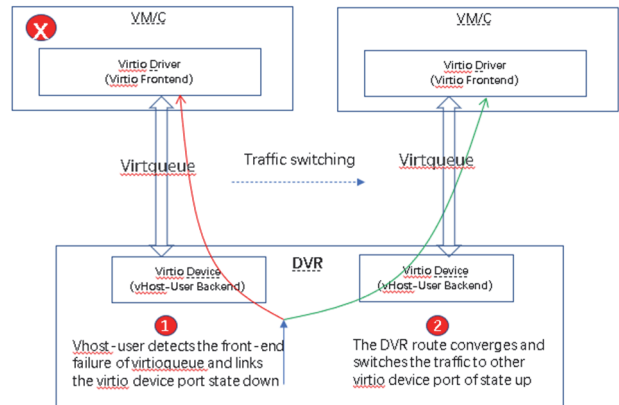 VM/C
VM/C
X
Virtio Driver
(Virtio Frontend)
Virtio Driver
(Virtio Frontend)
Virtqueue
Traffic switching
Virtqueue
DVR
Virtio Device
(vHost-User Backend)
Virtio Device
(vHost-User Backend)
1
Vhost-user detects the front-end
failure of virtioqueue and links
the virtio device port state down
2
The DVR route converges and
switches the traffic to other
virtio device port of state up